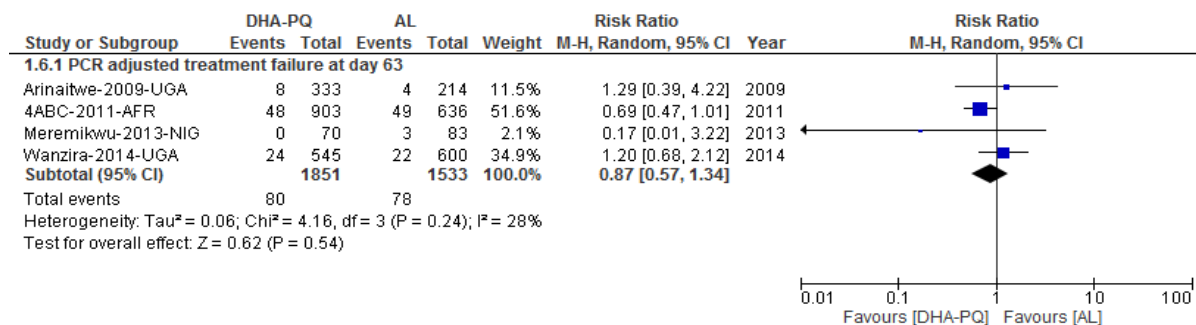 DHA-PQ AL Risk Ratio Risk Ratio
Study or Subgroup Events Total Events Total Weight M-H, Random, 95% CI Year M-H, Random, 95% CI
1.6.1 PCR adjusted treatment failure at day 63
Arinaitwe-2009-UGA 8 333 4 214 11.5% 1.29 [0.39, 4.22] 2009
4ABC-2011-AFR 48 903 49 636 51.6% 0.69 [0.47, 1.01] 2011
Meremikwu-2013-NIG 0 70 3 83 2.1% 0.17 [0.01, 3.22] 2013
Wanzira-2014-UGA 24 545 22 600 34.9% 1.20 [0.68, 2.12] 2014
Subtotal (95% CI) 1851 1533 100.0% 0.87 [0.57, 1.34]
Total events 80 78
Heterogeneity: Tau² = 0.06; Chi² = 4.16, df = 3 (P = 0.24); I² = 28%
Test for overall effect: Z = 0.62 (P = 0.54)
0.01 0.1 1 10 100
Favours [DHA-PQ] Favours [AL]